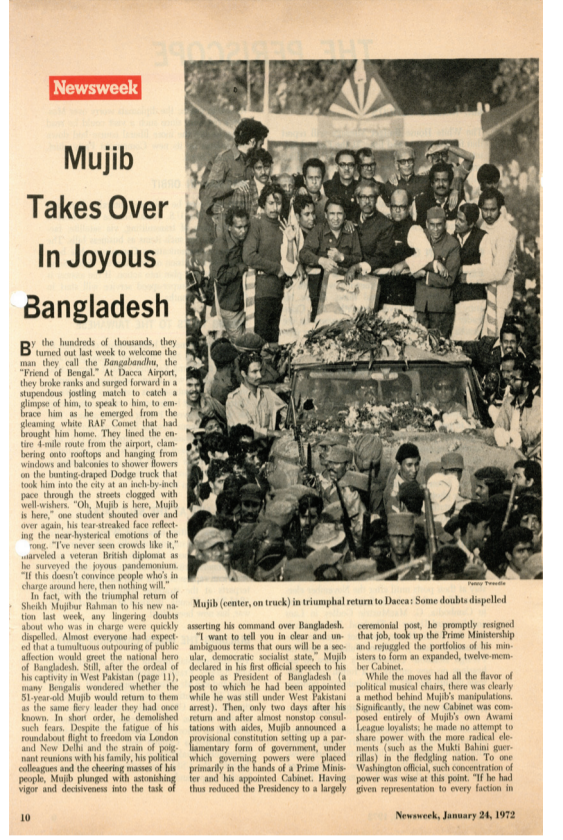 Newsweek
Mujib
Takes Over
In Joyous
Bangladesh
By the hundreds of thousands, they
turned out last week to welcome the
man they call the Bangabandhu, the
"Friend of Bengal." At Dacca Airport,
they broke ranks and surged forward in a
stupendous jostling match to catch a
glimpse of him, to speak to him, to em-
brace him as he emerged from the
gleaming white RAF Comet that had
brought him home. They lined the en-
tire 4-mile route from the airport, clam-
bering onto rooftops and hanging from
windows and balconies to shower flowers
on the bunting-draped Dodge truck that
took him into the city at an inch-by-inch
pace through the streets clogged with
well-wishers. "Oh, Mujib is here, Mujib
is here," one student shouted over and
over again, his tear-streaked face reflect-
ing the near-hysterical emotions of the
rong. "I've never seen crowds like it,"
marveled a veteran British diplomat as
he surveyed the joyous pandemonium.
"If this doesn't convince people who's in
charge around here, then nothing will."
In fact, with the triumphal return of
Sheikh Mujibur Rahman to his new na-
tion last week, any lingering doubts
about who was in charge were quickly
dispelled. Almost everyone had expect-
ed that a tumultuous outpouring of public
affection would greet the national hero
of Bangladesh. Still, after the ordeal of
his captivity in West Pakistan (page 11),
many Bengalis wondered whether the
51-year-old Mujib would return to them
as the same fiery leader they had once
known. In short order, he demolished
such fears. Despite the fatigue of his
roundabout flight to freedom via London
and New Delhi and the strain of poig-
nant reunions with his family, his political
colleagues and the cheering masses of his
people, Mujib plunged with astonishing
vigor and decisiveness into the task of
Penny Tweedie
Mujib (center, on truck) in triumphal return to Dacca: Some doubts dispelled
asserting his command over Bangladesh.
"I want to tell you in clear and un-
ambiguous terms that ours will be a sec-
ular, democratic socialist state," Mujib
declared in his first official speech to his
people as President of Bangladesh (a
post to which he had been appointed
while he was still under West Pakistani
arrest). Then, only two days after his
return and after almost nonstop consul-
tations with aides, Mujib announced a
provisional constitution setting up a par-
liamentary form of government, under
which governing powers were placed
primarily in the hands of a Prime Minis-
ter and his appointed Cabinet. Having
thus reduced the Presidency to a largely
ceremonial post, he promptly resigned
that job, took up the Prime Ministership
and rejuggled the portfolios of his min-
isters to form an expanded, twelve-mem-
ber Cabinet.
While the moves had all the flavor of
political musical chairs, there was clearly
a method behind Mujib's manipulations.
Significantly, the new Cabinet was com-
posed entirely of Mujib's own Awami
League loyalists; he made no attempt to
share power with the more radical ele-
ments (such as the Mukti Bahini guer-
rillas) in the fledgling nation. To one
Washington official, such concentration of
power was wise at this point. "If he had
given representation to every faction in
10
Newsweek, January 24, 1972